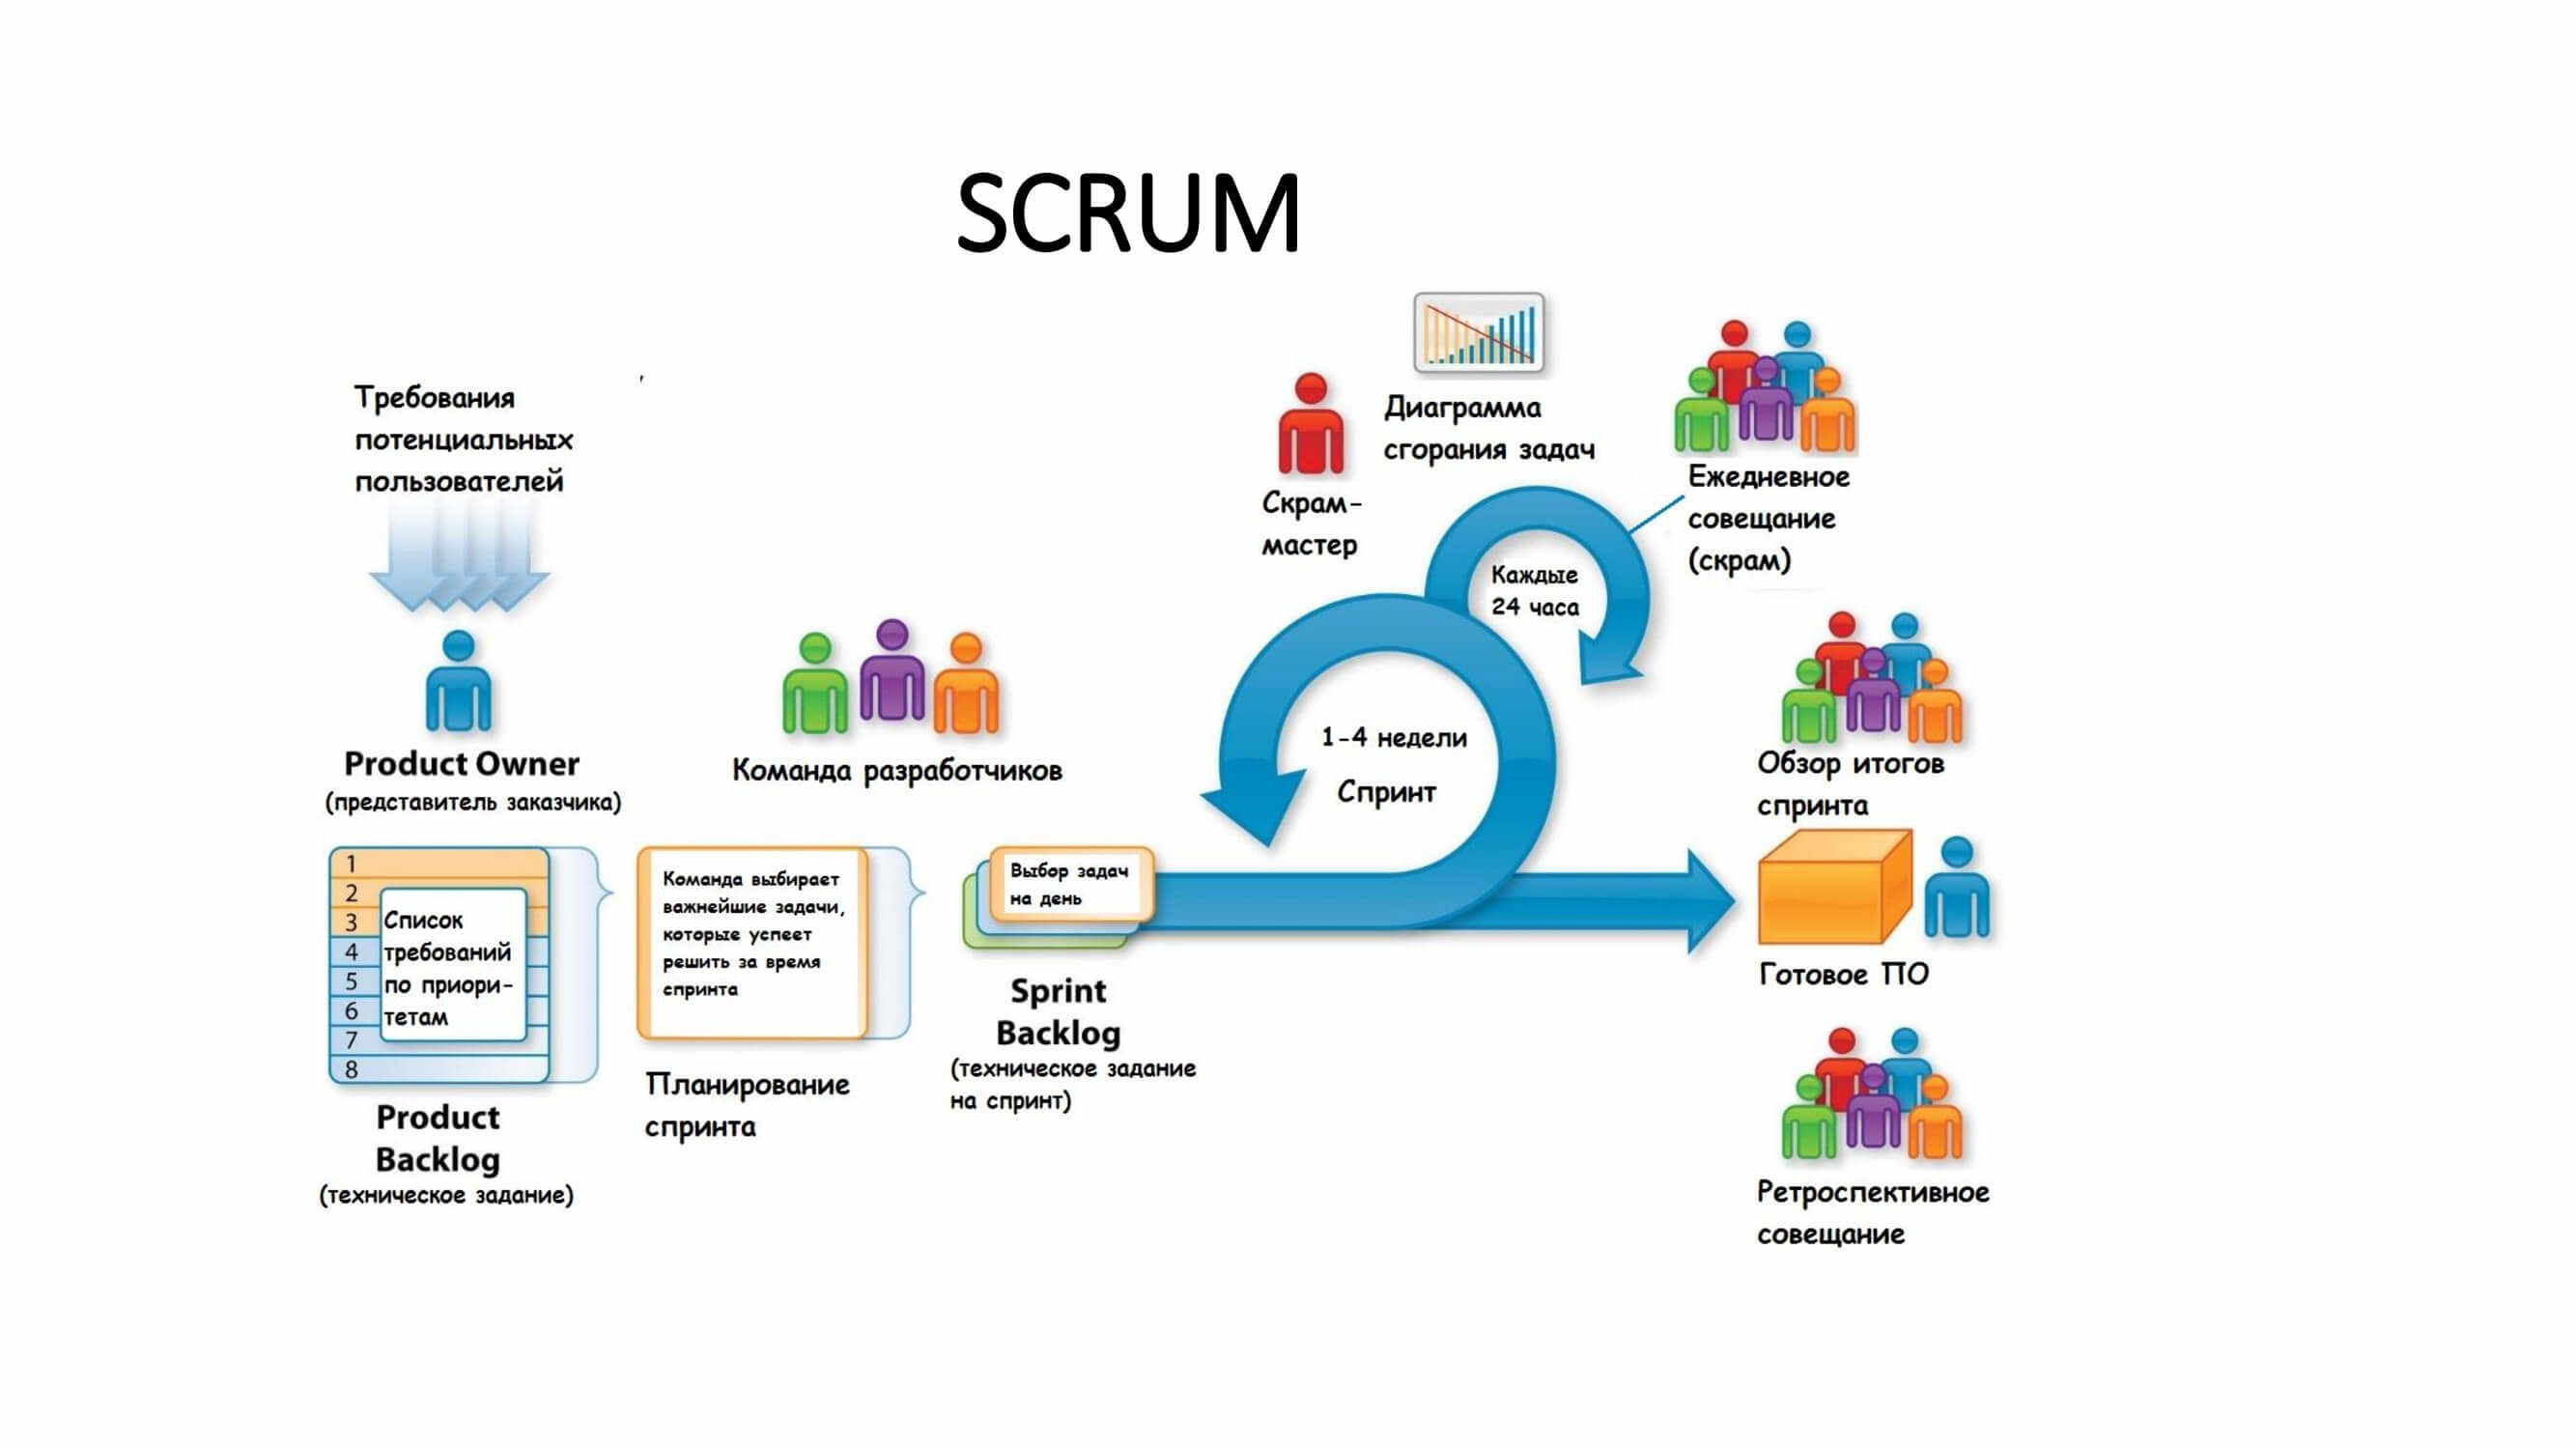 SCRUM
Требования
потенциальных
пользователей
Product Owner
(представитель заказчика)
1
2
3
4
5
6
7
8
Список
требований
по приори-
тетам
Product
Backlog
(техническое задание)
Команда разработчиков
Команда выбирает
важнейшие задачи,
которые успеет
решить за время
спринта
Планирование
спринта
Выбор задач
на день
Sprint
Backlog
(техническое задание
на спринт)
Скрам-
мастер
Диаграмма
сгорания задач
Каждые
24 часа
1-4 недели
Спринт
Ежедневное
совещание
(скрам)
Обзор итогов
спринта
Готовое ПО
Ретроспективное
совещание